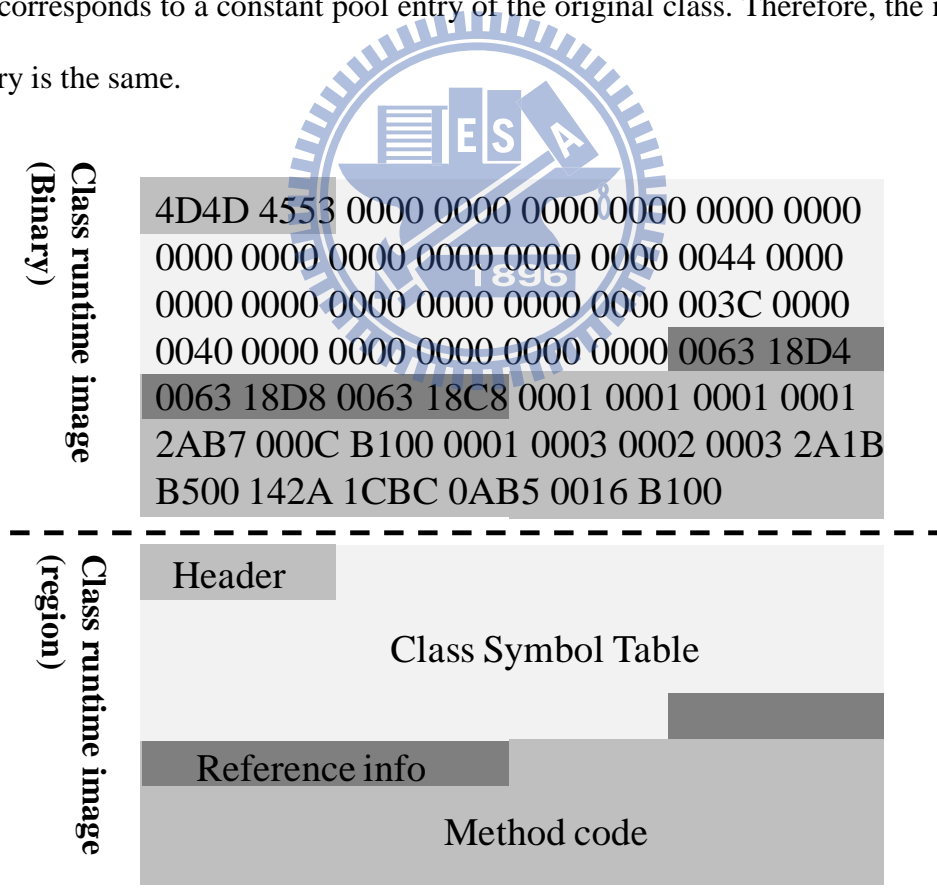 corresponds to a constant pool entry of the original class. Therefore, the
ry is the same.
Class runtime image
(Binary)
4D4D 4553 0000 0000 0000 0000 0000 0000
0000 0000 0000 0000 0000 0000 0044 0000
0000 0000 0000 0000 0000 0000 003C 0000
0040 0000 0000 0000 0000 0000 0063 18D4
0063 18D8 0063 18C8 0001 0001 0001 0001
2AB7 000C B100 0001 0003 0002 0003 2A1B
B500 142A 1CBC 0AB5 0016 B100
ES A
1896
Class runtime image
(region)
Header
Class Symbol Table
Reference info
Method code